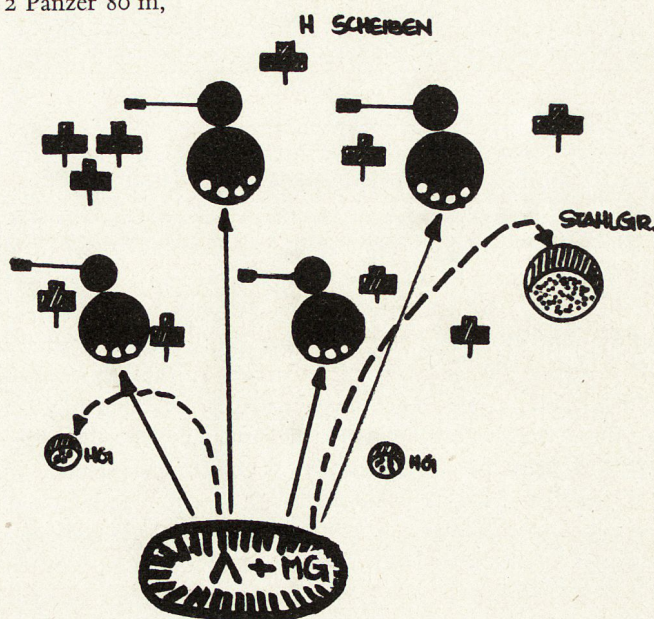 2 Panzer 80 m,
H SCHEIBEN
STAHLGR.
HG
HG
λ + MG